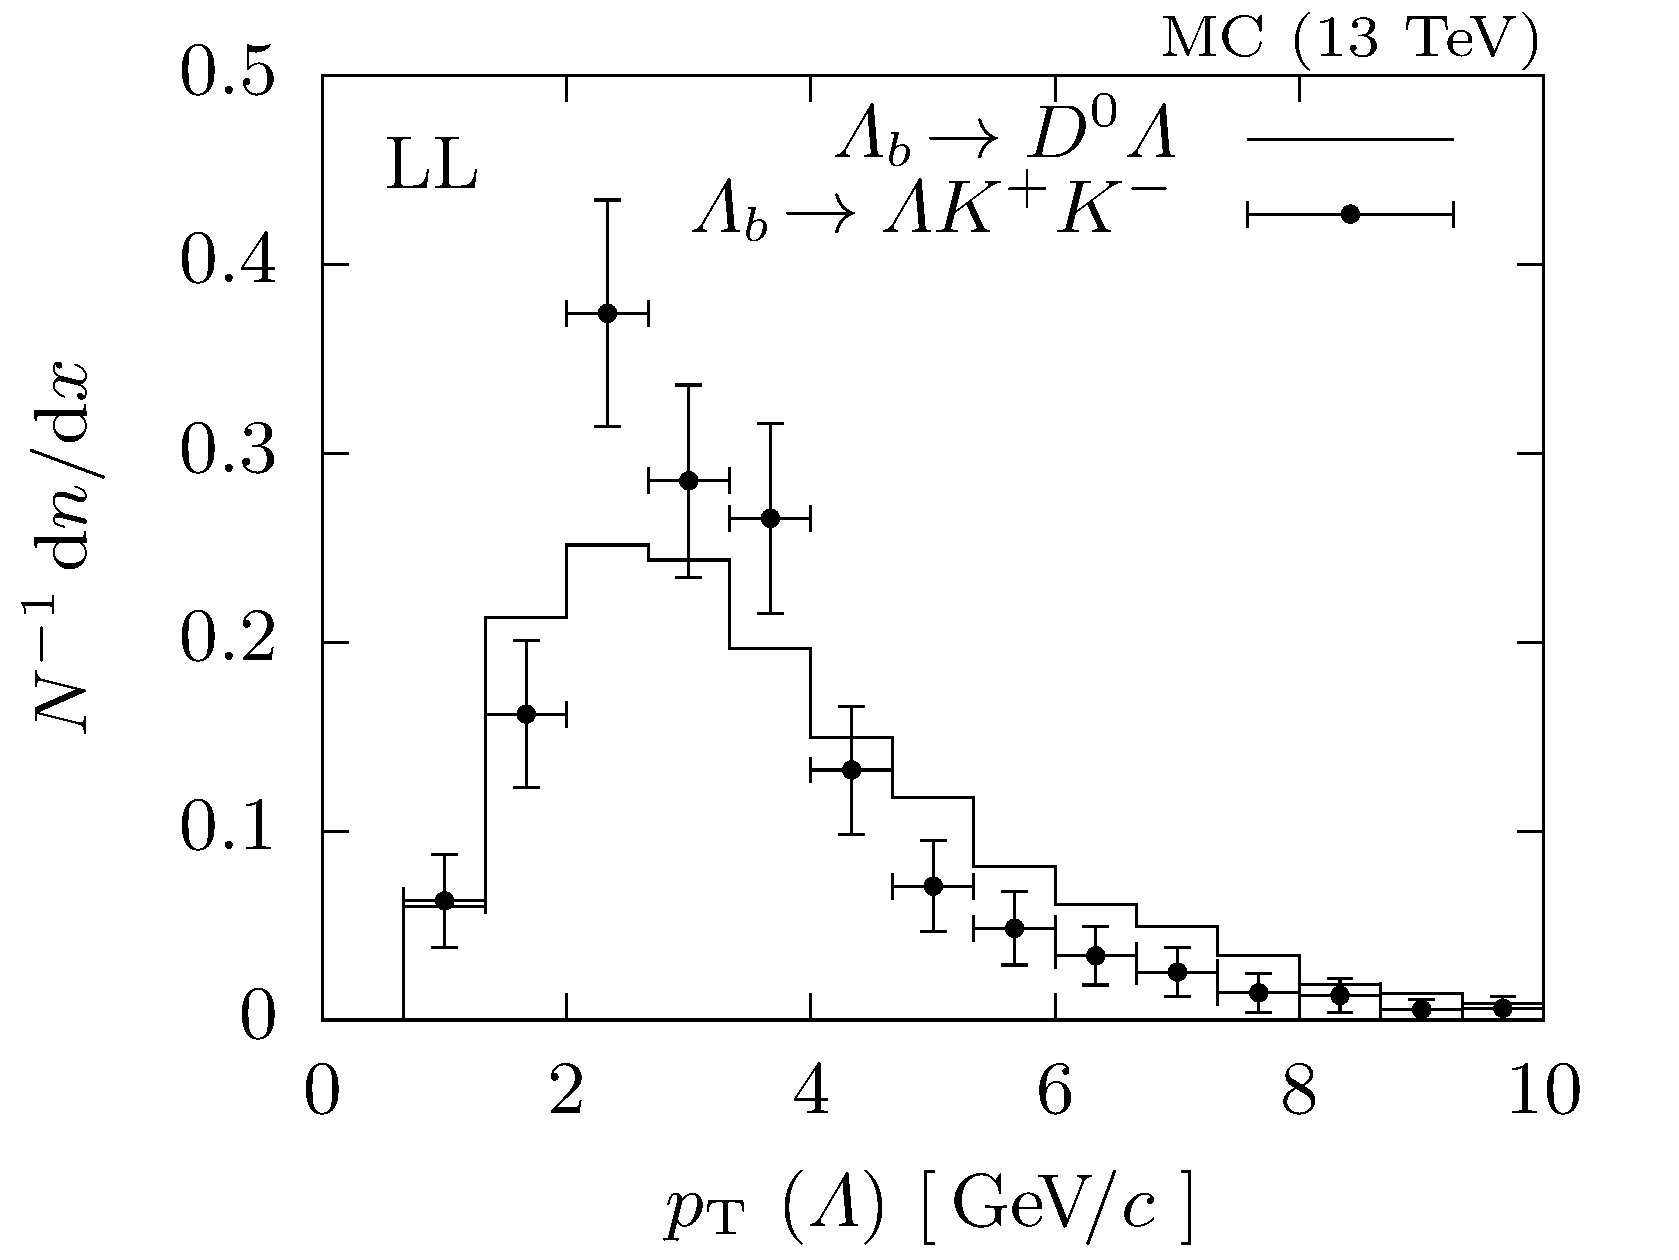 MC (13 TeV)
0.5
LL
Λb → D⁰Λ
Λb → ΛK⁺K⁻
0.4
0.3
0.2
0.1
0
N⁻¹ dn/dx
0 2 4 6 8 10
pT (Λ) [ GeV/c ]